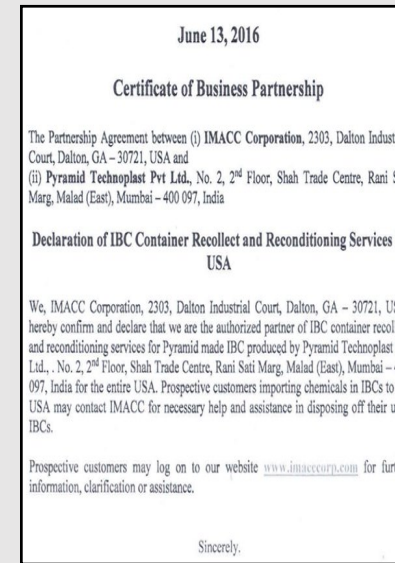 June 13, 2016
Certificate of Business Partnership
The Partnership Agreement between (i) IMACC Corporation, 2303, Dalton Indust
Court, Dalton, GA – 30721, USA and
(ii) Pyramid Technoplast Pvt Ltd., No. 2, 2nd Floor, Shah Trade Centre, Rani S
Marg, Malad (East), Mumbai – 400 097, India
Declaration of IBC Container Recollect and Reconditioning Services
USA
We, IMACC Corporation, 2303, Dalton Industrial Court, Dalton, GA – 30721, US
hereby confirm and declare that we are the authorized partner of IBC container recol
and reconditioning services for Pyramid made IBC produced by Pyramid Technoplast
Ltd., . No. 2, 2nd Floor, Shah Trade Centre, Rani Sati Marg, Malad (East), Mumbai –
097, India for the entire USA. Prospective customers importing chemicals in IBCs to
USA may contact IMACC for necessary help and assistance in disposing off their u
IBCs.
Prospective customers may log on to our website www.imacccorp.com for furt
information, clarification or assistance.
Sincerely.